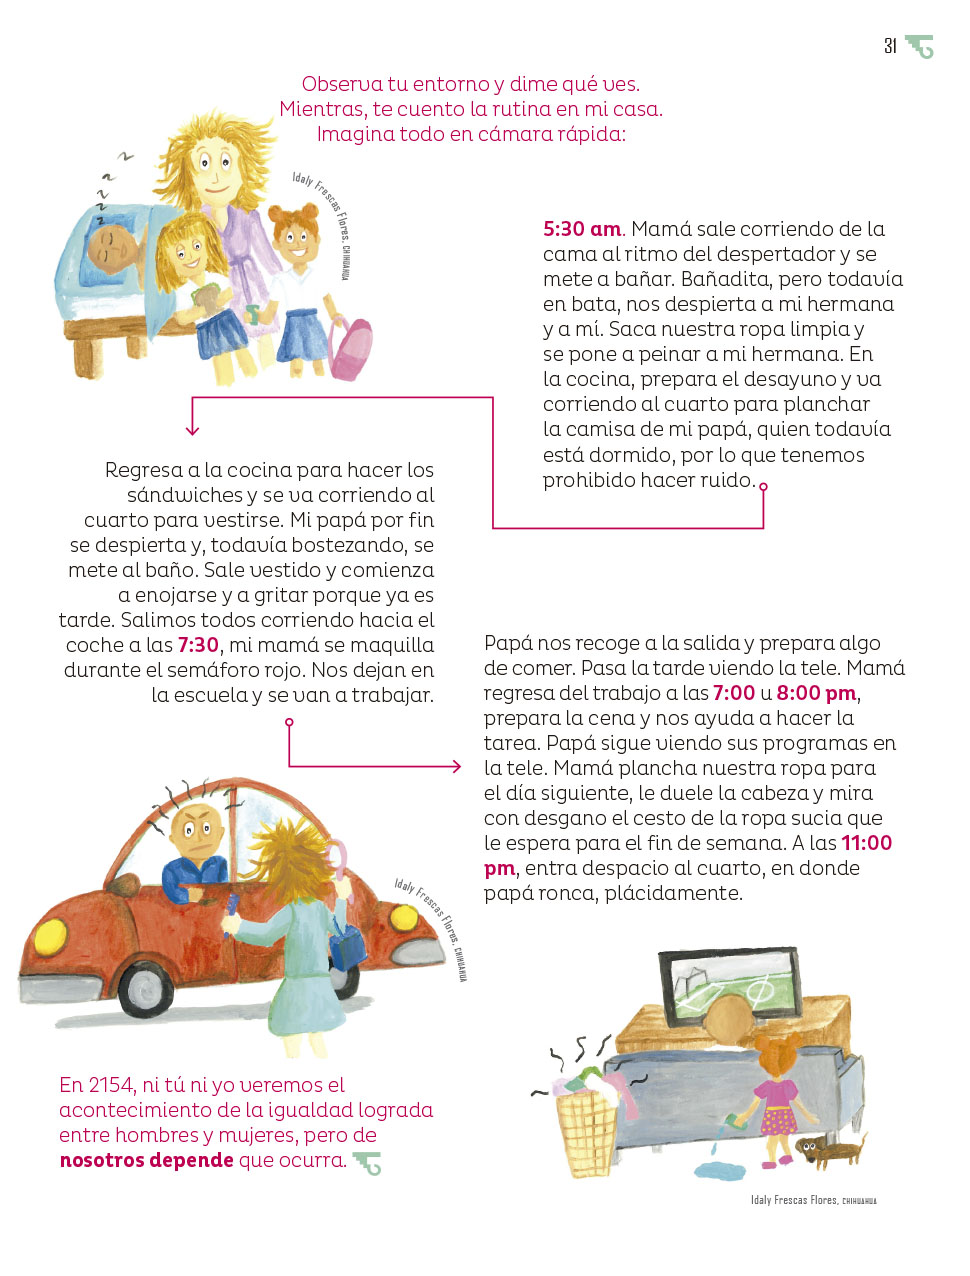 31
Observa tu entorno y dime qué ves.
Mientras, te cuento la rutina en mi casa.
Imagina todo en cámara rápida:
z z z z z
Idaly Frescas Flores, CHIHUAHUA
5:30 am. Mamá sale corriendo de la
cama al ritmo del despertador y se
mete a bañar. Bañadita, pero todavía
en bata, nos despierta a mi hermana
y a mí. Saca nuestra ropa limpia y
se pone a peinar a mi hermana. En
la cocina, prepara el desayuno y va
corriendo al cuarto para planchar
la camisa de mi papá, quien todavía
está dormido, por lo que tenemos
prohibido hacer ruido.
Regresa a la cocina para hacer los
sándwiches y se va corriendo al
cuarto para vestirse. Mi papá por fin
se despierta y, todavía bostezando, se
mete al baño. Sale vestido y comienza
a enojarse y a gritar porque ya es
tarde. Salimos todos corriendo hacia el
coche a las 7:30, mi mamá se maquilla
durante el semáforo rojo. Nos dejan en
la escuela y se van a trabajar.
Papá nos recoge a la salida y prepara algo
de comer. Pasa la tarde viendo la tele. Mamá
regresa del trabajo a las 7:00 u 8:00 pm,
prepara la cena y nos ayuda a hacer la
tarea. Papá sigue viendo sus programas en
la tele. Mamá plancha nuestra ropa para
el día siguiente, le duele la cabeza y mira
con desgano el cesto de la ropa sucia que
le espera para el fin de semana. A las 11:00
pm, entra despacio al cuarto, en donde
papá ronca, plácidamente.
Idaly Frescas Flores, CHIHUAHUA
En 2154, ni tú ni yo veremos el
acontecimiento de la igualdad lograda
entre hombres y mujeres, pero de
nosotros depende que ocurra.
Idaly Frescas Flores, CHIHUAHUA